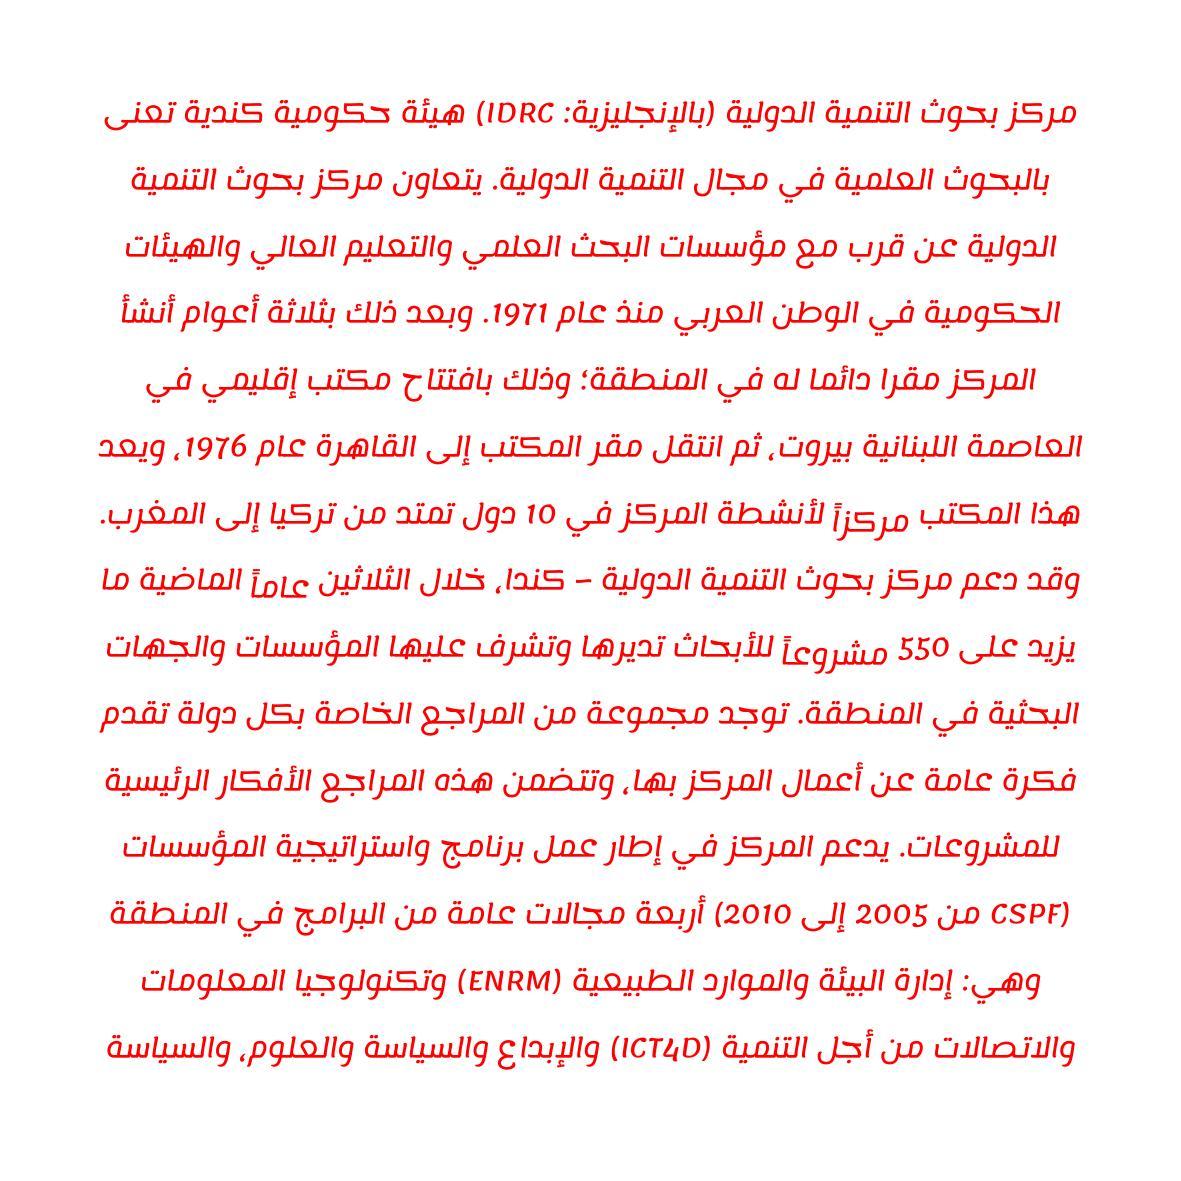 مركز بحوث التنمية الدولية (بالإنجليزية: IDRC) هيئة حكومية كندية تعنى
بالبحوث العلمية في مجال التنمية الدولية. يتعاون مركز بحوث التنمية
الدولية عن قرب مع مؤسسات البحث العلمي والتعليم العالي والهيئات
الحكومية في الوطن العربي منذ عام 1971. وبعد ذلك بثلاثة أعوام أنشأ
المركز مقرا دائما له في المنطقة؛ وذلك بافتتاح مكتب إقليمي في
العاصمة اللبنانية بيروت، ثم انتقل مقر المكتب إلى القاهرة عام 1976، ويعد
هذا المكتب مركزاً لأنشطة المركز في 10 دول تمتد من تركيا إلى المغرب.
وقد دعم مركز بحوث التنمية الدولية – كندا، خلال الثلاثين عاماً الماضية ما
يزيد على 550 مشروعاً للأبحاث تديرها وتشرف عليها المؤسسات والجهات
البحثية في المنطقة. توجد مجموعة من المراجع الخاصة بكل دولة تقدم
فكرة عامة عن أعمال المركز بها، وتتضمن هذه المراجع الأفكار الرئيسية
للمشروعات. يدعم المركز في إطار عمل برنامج واستراتيجية المؤسسات
(CSPF من 2005 إلى 2010) أربعة مجالات عامة من البرامج في المنطقة
وهي: إدارة البيئة والموارد الطبيعية (ENRM) وتكنولوجيا المعلومات
والاتصالات من أجل التنمية (ICT4D) والإبداع والسياسة والعلوم، والسياسة